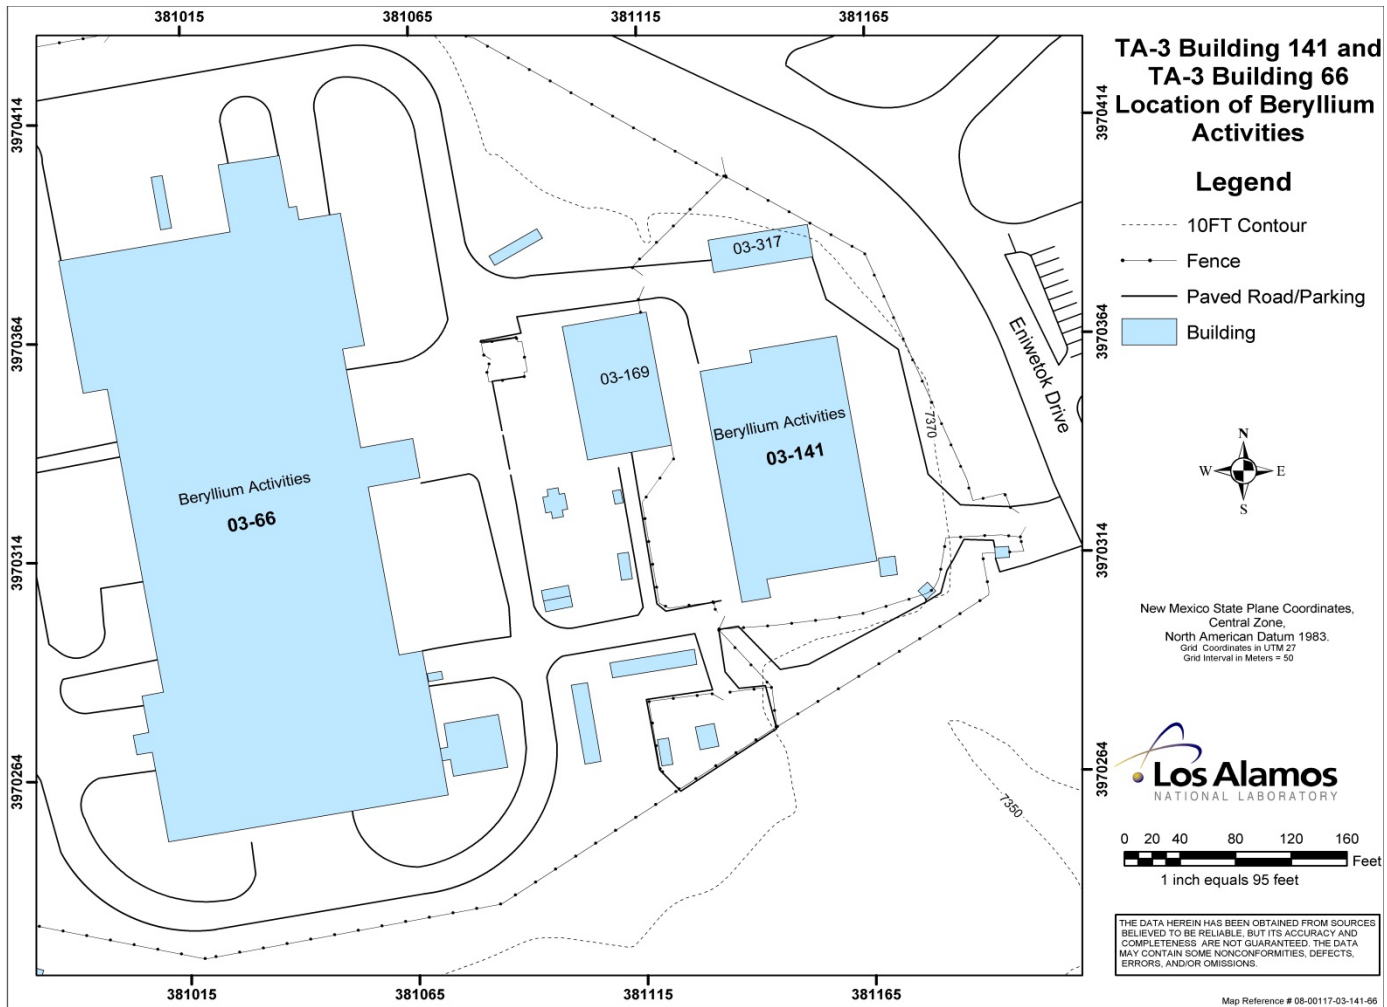 381015
381065
381115
381165
3970414
3970364
3970314
3970264
3970414
3970364
3970314
3970264
03-317
03-169
Beryllium Activities
03-141
Beryllium Activities
03-66
Eniwetok Drive
7370
7350
381015
381065
381115
381165
TA-3 Building 141 and
TA-3 Building 66
Location of Beryllium
Activities
Legend
10FT Contour
Fence
Paved Road/Parking
Building
N
W
E
S
New Mexico State Plane Coordinates,
Central Zone,
North American Datum 1983.
Grid Coordinates in UTM 27
Grid Interval in Meters = 50
Los Alamos
NATIONAL LABORATORY
0 20 40 80 120 160
Feet
1 inch equals 95 feet
THE DATA HEREIN HAS BEEN OBTAINED FROM SOURCES
BELIEVED TO BE RELIABLE, BUT ITS ACCURACY AND
COMPLETENESS ARE NOT GUARANTEED. THE DATA
MAY CONTAIN SOME NONCONFORMITIES, DEFECTS,
ERRORS, AND/OR OMISSIONS.
Map Reference # 08-00117-03-141-66